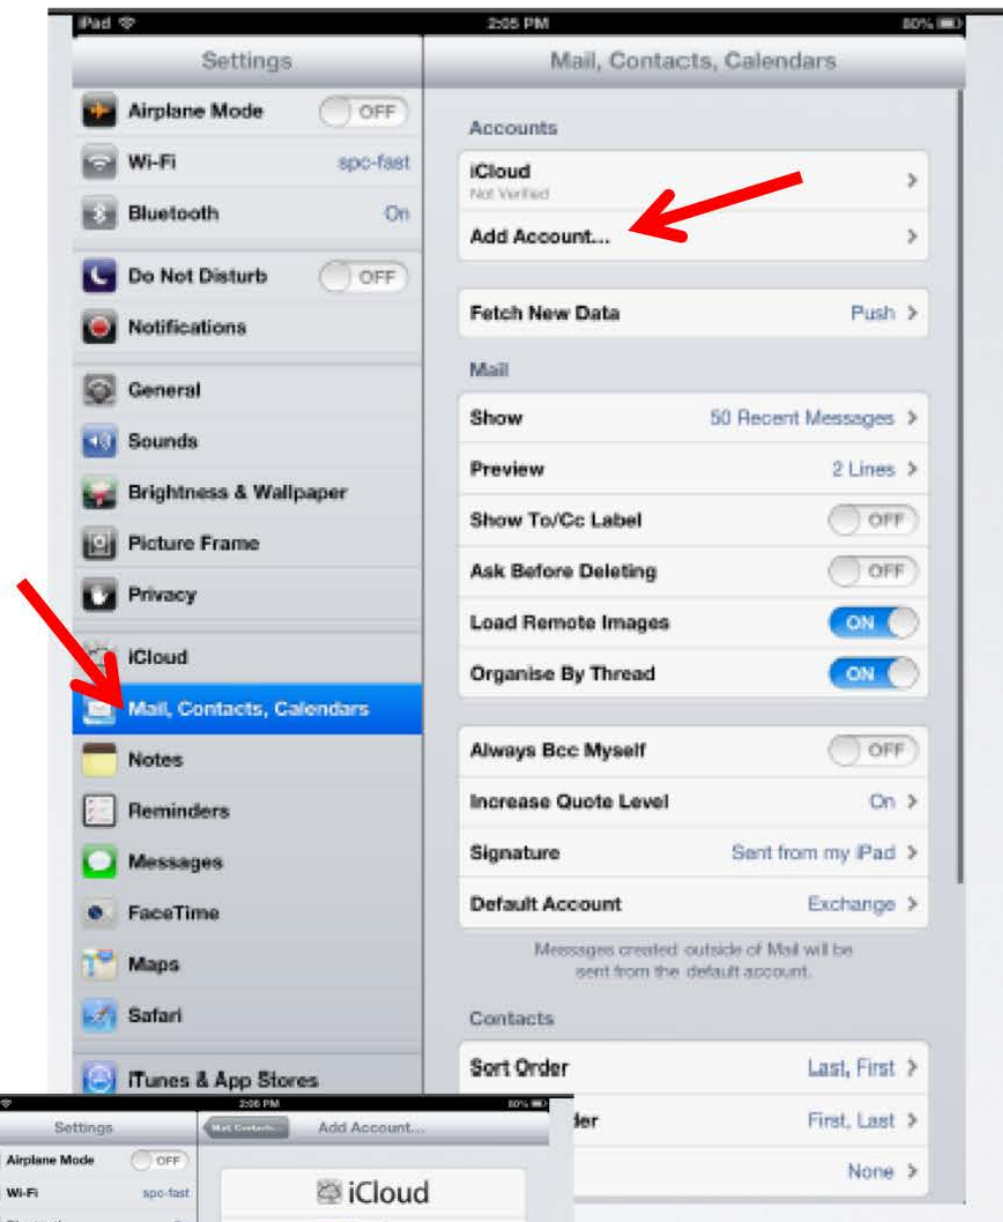 iPad 2:05 PM 80%
Settings
Mail, Contacts, Calendars
Airplane Mode OFF
Wi-Fi spc-fast
Bluetooth On
Do Not Disturb OFF
Notifications
General
Sounds
Brightness & Wallpaper
Picture Frame
Privacy
iCloud
Mail, Contacts, Calendars
Notes
Reminders
Messages
FaceTime
Maps
Safari
iTunes & App Stores
Accounts
iCloud
Not Verified
Add Account...
Fetch New Data Push
Mail
Show 50 Recent Messages
Preview 2 Lines
Show To/Cc Label OFF
Ask Before Deleting OFF
Load Remote Images ON
Organise By Thread ON
Always Bcc Myself OFF
Increase Quote Level On
Signature Sent from my iPad
Default Account Exchange
Messages created outside of Mail will be
sent from the default account.
Contacts
Sort Order Last, First
First, Last
None
2:06 PM 80%
Settings
Mail, Contacts... Add Account...
Airplane Mode OFF
Wi-Fi spc-fast
iCloud